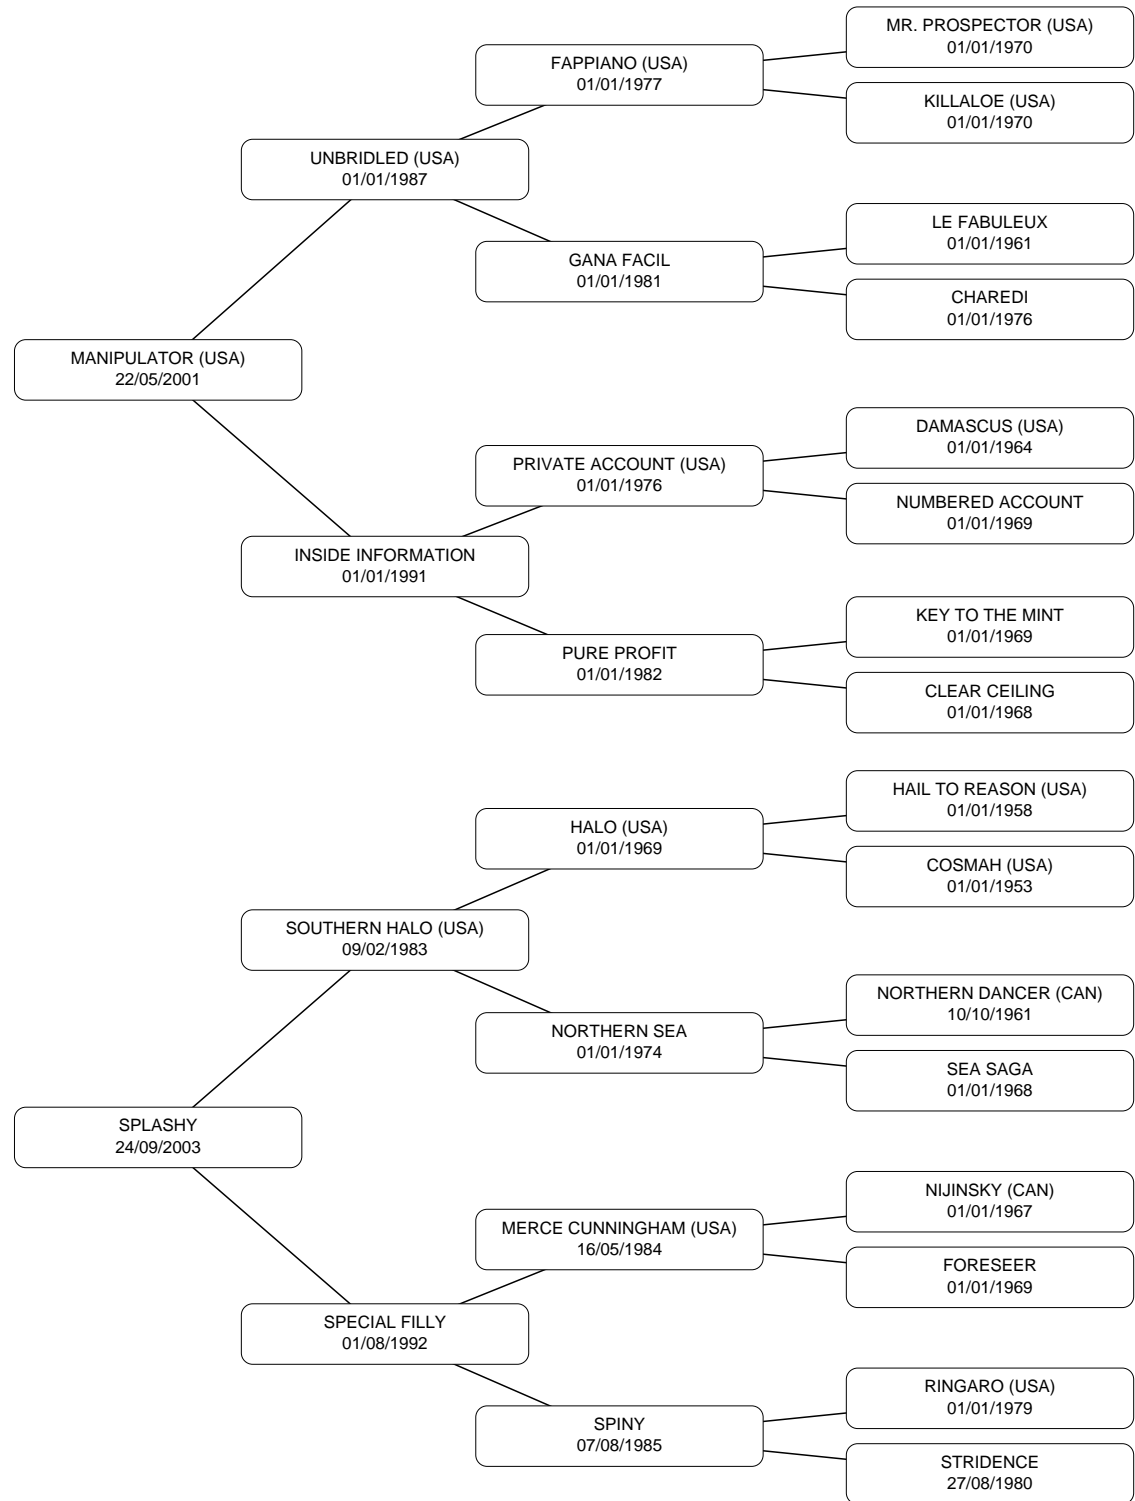 MR. PROSPECTOR (USA)
01/01/1970
FAPPIANO (USA)
01/01/1977
KILLALOE (USA)
01/01/1970
UNBRIDLED (USA)
01/01/1987
LE FABULEUX
01/01/1961
GANA FACIL
01/01/1981
CHAREDI
01/01/1976
MANIPULATOR (USA)
22/05/2001
DAMASCUS (USA)
01/01/1964
PRIVATE ACCOUNT (USA)
01/01/1976
NUMBERED ACCOUNT
01/01/1969
INSIDE INFORMATION
01/01/1991
KEY TO THE MINT
01/01/1969
PURE PROFIT
01/01/1982
CLEAR CEILING
01/01/1968
HAIL TO REASON (USA)
01/01/1958
HALO (USA)
01/01/1969
COSMAH (USA)
01/01/1953
SOUTHERN HALO (USA)
09/02/1983
NORTHERN DANCER (CAN)
10/10/1961
NORTHERN SEA
01/01/1974
SEA SAGA
01/01/1968
SPLASHY
24/09/2003
NIJINSKY (CAN)
01/01/1967
MERCE CUNNINGHAM (USA)
16/05/1984
FORESEER
01/01/1969
SPECIAL FILLY
01/08/1992
RINGARO (USA)
01/01/1979
SPINY
07/08/1985
STRIDENCE
27/08/1980